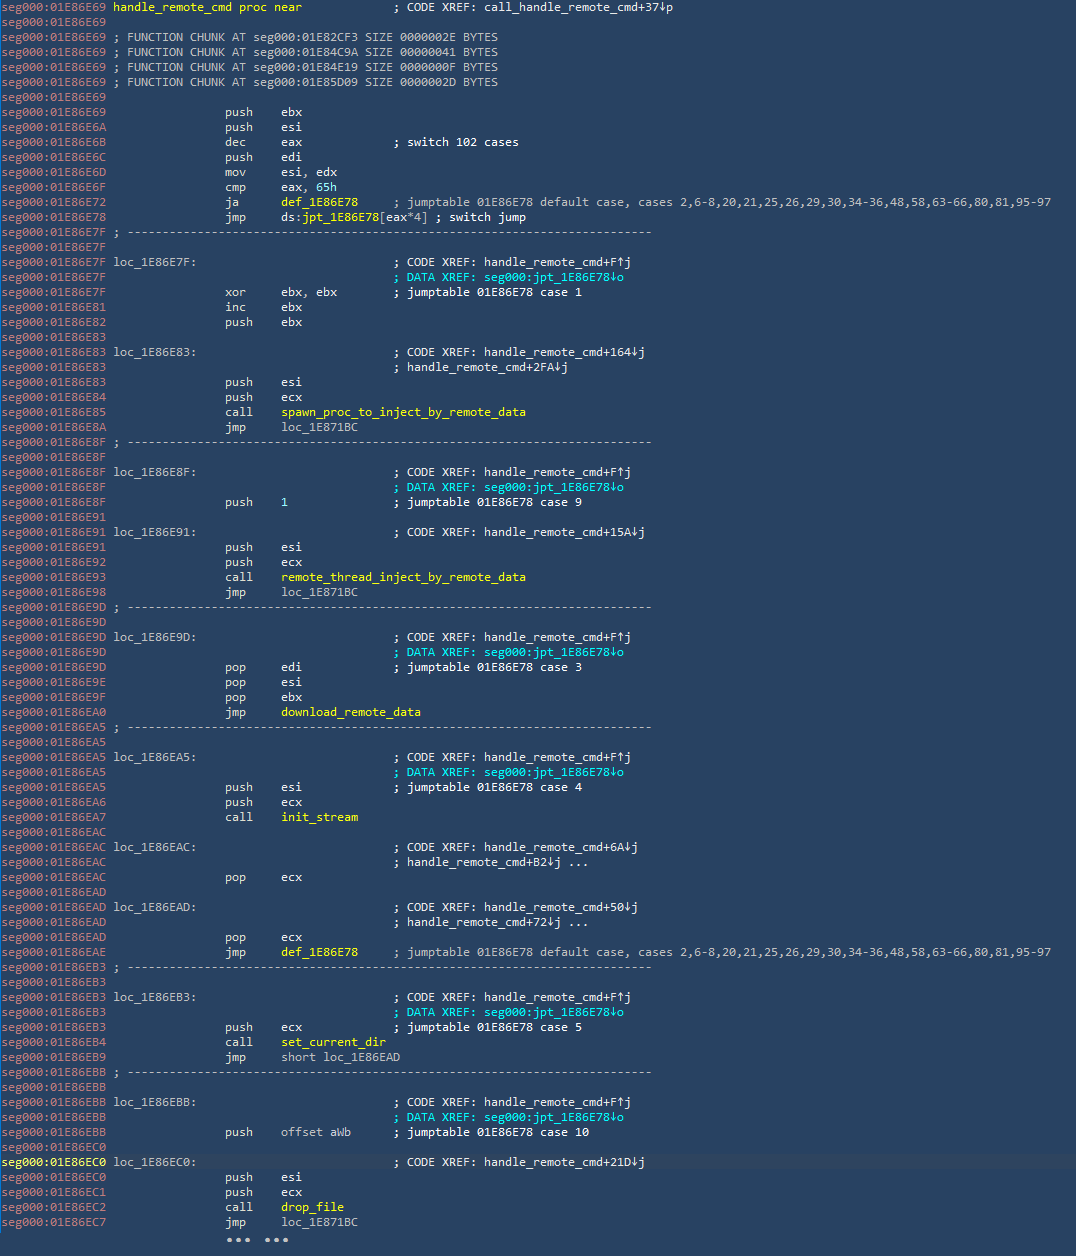 seg000:01E86E69 handle_remote_cmd proc near ; CODE XREF: call_handle_remote_cmd+37↓p
seg000:01E86E69
seg000:01E86E69 ; FUNCTION CHUNK AT seg000:01E82CF3 SIZE 0000002E BYTES
seg000:01E86E69 ; FUNCTION CHUNK AT seg000:01E84C9A SIZE 00000041 BYTES
seg000:01E86E69 ; FUNCTION CHUNK AT seg000:01E84E19 SIZE 0000000F BYTES
seg000:01E86E69 ; FUNCTION CHUNK AT seg000:01E85D09 SIZE 0000002D BYTES
seg000:01E86E69
seg000:01E86E69 push ebx
seg000:01E86E6A push esi
seg000:01E86E6B dec eax ; switch 102 cases
seg000:01E86E6C push edi
seg000:01E86E6D mov esi, edx
seg000:01E86E6F cmp eax, 65h
seg000:01E86E72 ja def_1E86E78 ; jumptable 01E86E78 default case, cases 2,6-8,20,21,25,26,29,30,34-36,48,58,63-66,80,81,95-97
seg000:01E86E78 jmp ds:jpt_1E86E78[eax*4] ; switch jump
seg000:01E86E7F ; ---------------------------------------------------------------------------
seg000:01E86E7F
seg000:01E86E7F loc_1E86E7F: ; CODE XREF: handle_remote_cmd+F↑j
seg000:01E86E7F ; DATA XREF: seg000:jpt_1E86E78↓o
seg000:01E86E7F xor ebx, ebx ; jumptable 01E86E78 case 1
seg000:01E86E81 inc ebx
seg000:01E86E82 push ebx
seg000:01E86E83
seg000:01E86E83 loc_1E86E83: ; CODE XREF: handle_remote_cmd+164↓j
seg000:01E86E83 ; handle_remote_cmd+2FA↓j
seg000:01E86E83 push esi
seg000:01E86E84 push ecx
seg000:01E86E85 call spawn_proc_to_inject_by_remote_data
seg000:01E86E8A jmp loc_1E871BC
seg000:01E86E8F ; ---------------------------------------------------------------------------
seg000:01E86E8F
seg000:01E86E8F loc_1E86E8F: ; CODE XREF: handle_remote_cmd+F↑j
seg000:01E86E8F ; DATA XREF: seg000:jpt_1E86E78↓o
seg000:01E86E8F push 1 ; jumptable 01E86E78 case 9
seg000:01E86E91
seg000:01E86E91 loc_1E86E91: ; CODE XREF: handle_remote_cmd+15A↓j
seg000:01E86E91 push esi
seg000:01E86E92 push ecx
seg000:01E86E93 call remote_thread_inject_by_remote_data
seg000:01E86E98 jmp loc_1E871BC
seg000:01E86E9D ; ---------------------------------------------------------------------------
seg000:01E86E9D
seg000:01E86E9D loc_1E86E9D: ; CODE XREF: handle_remote_cmd+F↑j
seg000:01E86E9D ; DATA XREF: seg000:jpt_1E86E78↓o
seg000:01E86E9D pop edi ; jumptable 01E86E78 case 3
seg000:01E86E9E pop esi
seg000:01E86E9F pop ebx
seg000:01E86EA0 jmp download_remote_data
seg000:01E86EA5 ; ---------------------------------------------------------------------------
seg000:01E86EA5
seg000:01E86EA5 loc_1E86EA5: ; CODE XREF: handle_remote_cmd+F↑j
seg000:01E86EA5 ; DATA XREF: seg000:jpt_1E86E78↓o
seg000:01E86EA5 push esi ; jumptable 01E86E78 case 4
seg000:01E86EA6 push ecx
seg000:01E86EA7 call init_stream
seg000:01E86EAC
seg000:01E86EAC loc_1E86EAC: ; CODE XREF: handle_remote_cmd+6A↓j
seg000:01E86EAC ; handle_remote_cmd+B2↓j ...
seg000:01E86EAC pop ecx
seg000:01E86EAD
seg000:01E86EAD loc_1E86EAD: ; CODE XREF: handle_remote_cmd+50↓j
seg000:01E86EAD ; handle_remote_cmd+72↓j ...
seg000:01E86EAD pop ecx
seg000:01E86EAE jmp def_1E86E78 ; jumptable 01E86E78 default case, cases 2,6-8,20,21,25,26,29,30,34-36,48,58,63-66,80,81,95-97
seg000:01E86EB3 ; ---------------------------------------------------------------------------
seg000:01E86EB3
seg000:01E86EB3 loc_1E86EB3: ; CODE XREF: handle_remote_cmd+F↑j
seg000:01E86EB3 ; DATA XREF: seg000:jpt_1E86E78↓o
seg000:01E86EB3 push ecx ; jumptable 01E86E78 case 5
seg000:01E86EB4 call set_current_dir
seg000:01E86EB9 jmp short loc_1E86EAD
seg000:01E86EBB ; ---------------------------------------------------------------------------
seg000:01E86EBB
seg000:01E86EBB loc_1E86EBB: ; CODE XREF: handle_remote_cmd+F↑j
seg000:01E86EBB ; DATA XREF: seg000:jpt_1E86E78↓o
seg000:01E86EBB push offset aWb ; jumptable 01E86E78 case 10
seg000:01E86EC0
seg000:01E86EC0 loc_1E86EC0: ; CODE XREF: handle_remote_cmd+21D↓j
seg000:01E86EC0 push esi
seg000:01E86EC1 push ecx
seg000:01E86EC2 call drop_file
seg000:01E86EC7 jmp loc_1E871BC
... ...